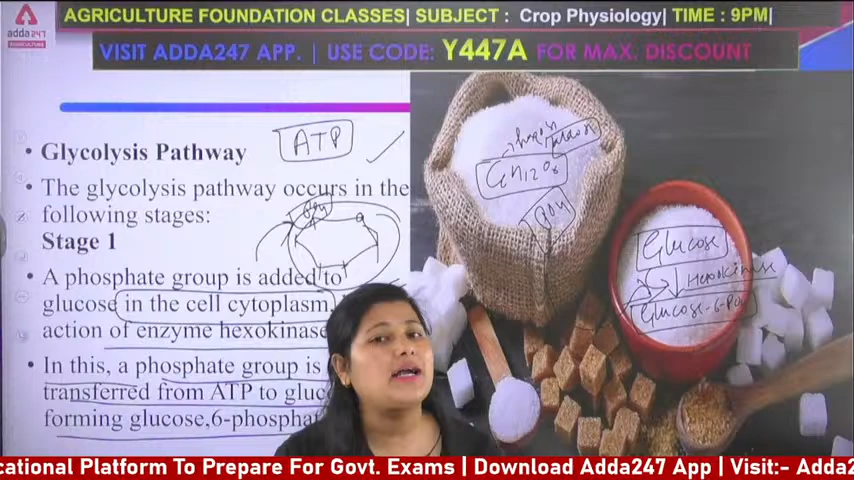 AGRICULTURE FOUNDATION CLASSES| SUBJECT : Crop Physiology| TIME : 9PM|
adda247
VISIT ADDA247 APP. | USE CODE: Y447A FOR MAX. DISCOUNT
• Glycolysis Pathway
ATP
• The glycolysis pathway occurs in the
following stages:
Stage 1
• A phosphate group is added to
glucose in the cell cytoplasm,
action of enzyme hexokinase
• In this, a phosphate group is
transferred from ATP to gluc
forming glucose,6-phosphat
C6H12O6
PO4
PO4
Glucose
Hexokinase
Glucose-6-PO4
cational Platform To Prepare For Govt. Exams | Download Adda247 App | Visit:- Adda2